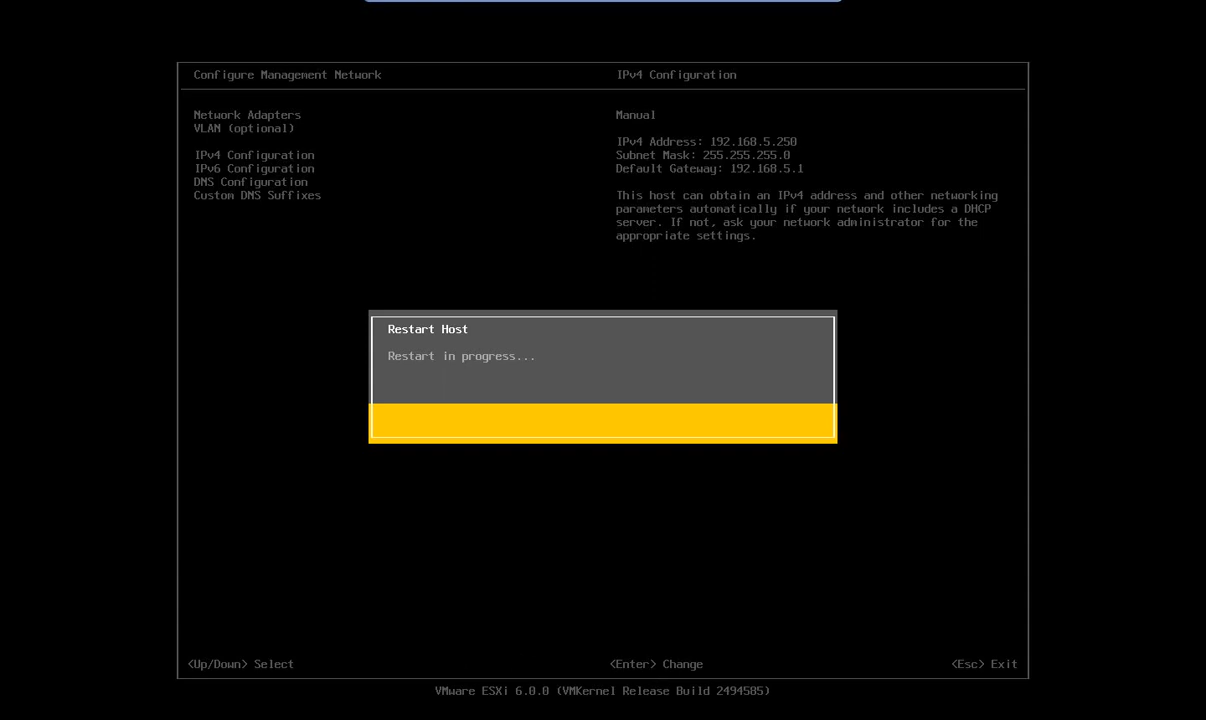 Configure Management Network
IPv4 Configuration
Network Adapters
VLAN (optional)
IPv4 Configuration
IPv6 Configuration
DNS Configuration
Custom DNS Suffixes
Manual
IPv4 Address: 192.168.5.250
Subnet Mask: 255.255.255.0
Default Gateway: 192.168.5.1
This host can obtain an IPv4 address and other networking
parameters automatically if your network includes a DHCP
server. If not, ask your network administrator for the
appropriate settings.
Restart Host
Restart in progress...
<Up/Down> Select
<Enter> Change
<Esc> Exit
VMware ESXi 6.0.0 (VMKernel Release Build 2494585)